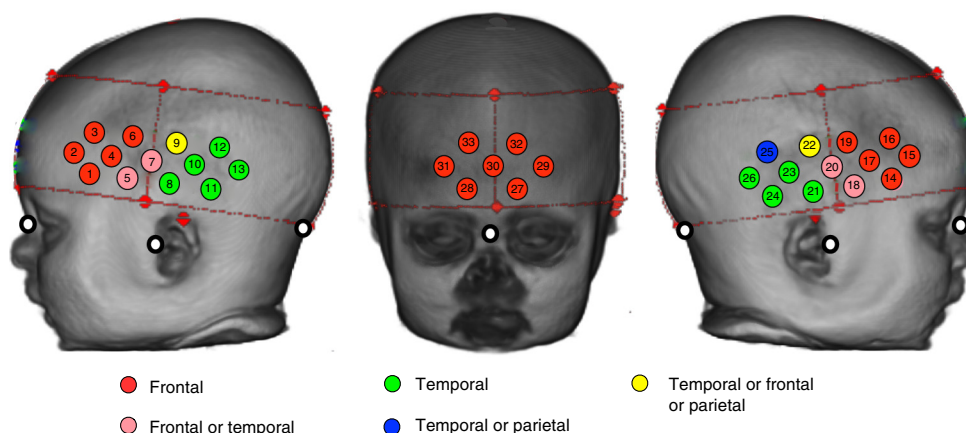 3 6 9 12
2 4 7 10 13
1 5 8 11
33 32
31 30 29
28 27
25 22 19 16
26 23 20 17 15
24 21 18 14
Frontal
Temporal
Temporal or frontal
or parietal
Frontal or temporal
Temporal or parietal